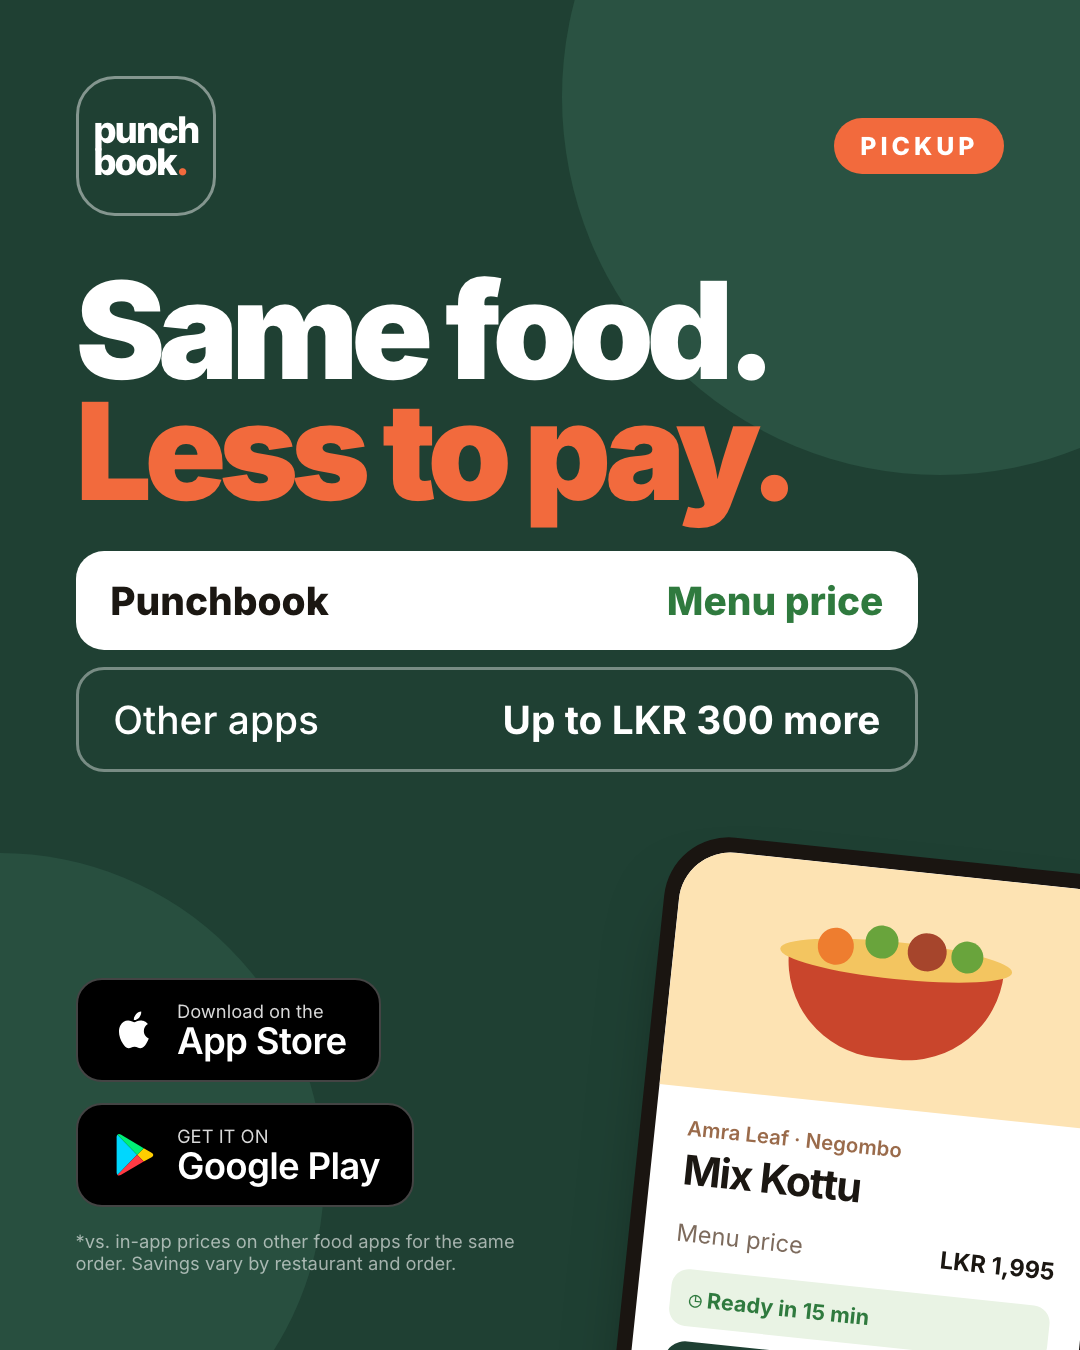 punch
book.
PICKUP
Same food.
Less to pay.
Punchbook Menu price
Other apps Up to LKR 300 more
Download on the
App Store
GET IT ON
Google Play
*vs. in-app prices on other food apps for the same
order. Savings vary by restaurant and order.
Amra Leaf · Negombo
Mix Kottu
Menu price LKR 1,995
Ready in 15 min